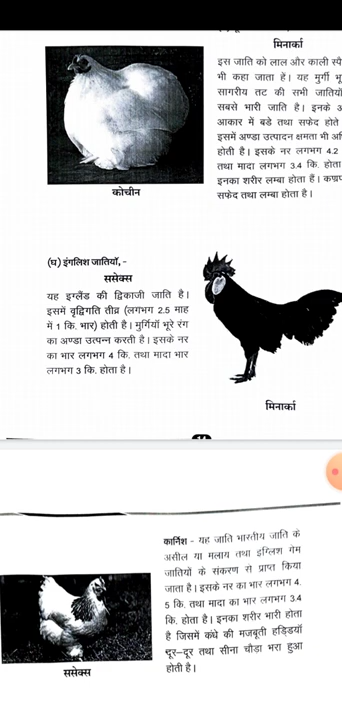 मिनार्का
इस जाति को लाल और काली
भी कहा जाता हें। यह मुर्गी
सागरीय तट की सभी जातियों
सबसे भारी जाति है। इनके
आकार में बडे तथा सफेद होते
इसमें अण्डा उत्पादन क्षमता भी
होती है। इसके नर लगभग 4.2
तथा मादा लगभग 3.4 कि. होता
इनका शरीर लम्बा होता हैं।
सफेद तथा लम्बा होता है।
कोचीन
(घ) इंगलिश जातियॉ, -
ससेक्स
यह इग्लैंड की द्विकाजी जाति है।
इसमें वृद्विगति तीव्र (लगभग 2.5 माह
में 1 कि. भार) होती है। मुर्गियॉ भूरे रंग
का अण्डा उत्पन्न करती है। इसके नर
का भार लगभग 4 कि. तथा मादा भार
लगभग 3 कि. होता है।
मिनार्का
कार्निश - यह जाति भारतीय जाति के
असील या मलाय तथा इग्लिश गेम
जातियों के संकरण से प्राप्त किया
जाता है। इसके नर का भार लगभग 4.
5 कि. तथा मादा का भार लगभग 3.4
कि. होता है। इनका शरीर भारी होता
है जिसमें कंधे की मजबूती हड्डियॉ
दूर–दूर तथा सीना चौडा भरा हुआ
होती है।
ससेक्स